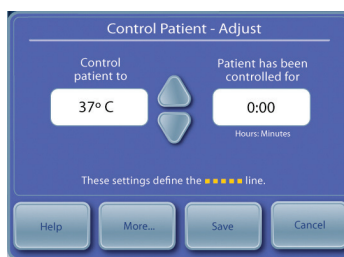 Control Patient - Adjust
Control
patient to
Patient has been
controlled for
37º C
0:00
Hours: Minutes
These settings define the ▪▪▪▪▪ line.
Help
More...
Save
Cancel